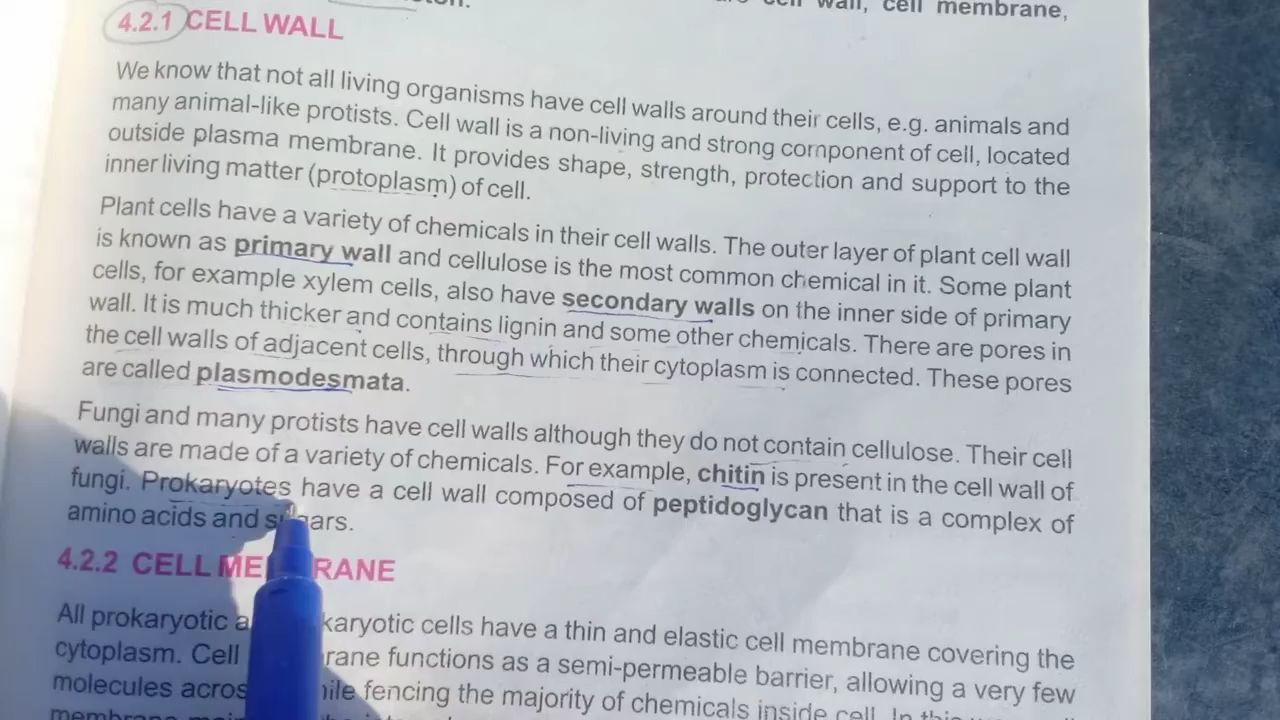 cell wall, cell membrane,
4.2.1 CELL WALL
We know that not all living organisms have cell walls around their cells, e.g. animals and
many animal-like protists. Cell wall is a non-living and strong component of cell, located
outside plasma membrane. It provides shape, strength, protection and support to the
inner living matter (protoplasm) of cell.
Plant cells have a variety of chemicals in their cell walls. The outer layer of plant cell wall
is known as primary wall and cellulose is the most common chemical in it. Some plant
cells, for example xylem cells, also have secondary walls on the inner side of primary
wall. It is much thicker and contains lignin and some other chemicals. There are pores in
the cell walls of adjacent cells, through which their cytoplasm is connected. These pores
are called plasmodesmata.
Fungi and many protists have cell walls although they do not contain cellulose. Their cell
walls are made of a variety of chemicals. For example, chitin is present in the cell wall of
fungi. Prokaryotes have a cell wall composed of peptidoglycan that is a complex of
amino acids and sugars.
4.2.2 CELL MEMBRANE
All prokaryotic karyotic cells have a thin and elastic cell membrane covering the
cytoplasm. Cell rane functions as a semi-permeable barrier, allowing a very few
molecules acros ile fencing the majority of chemicals inside cell. In this